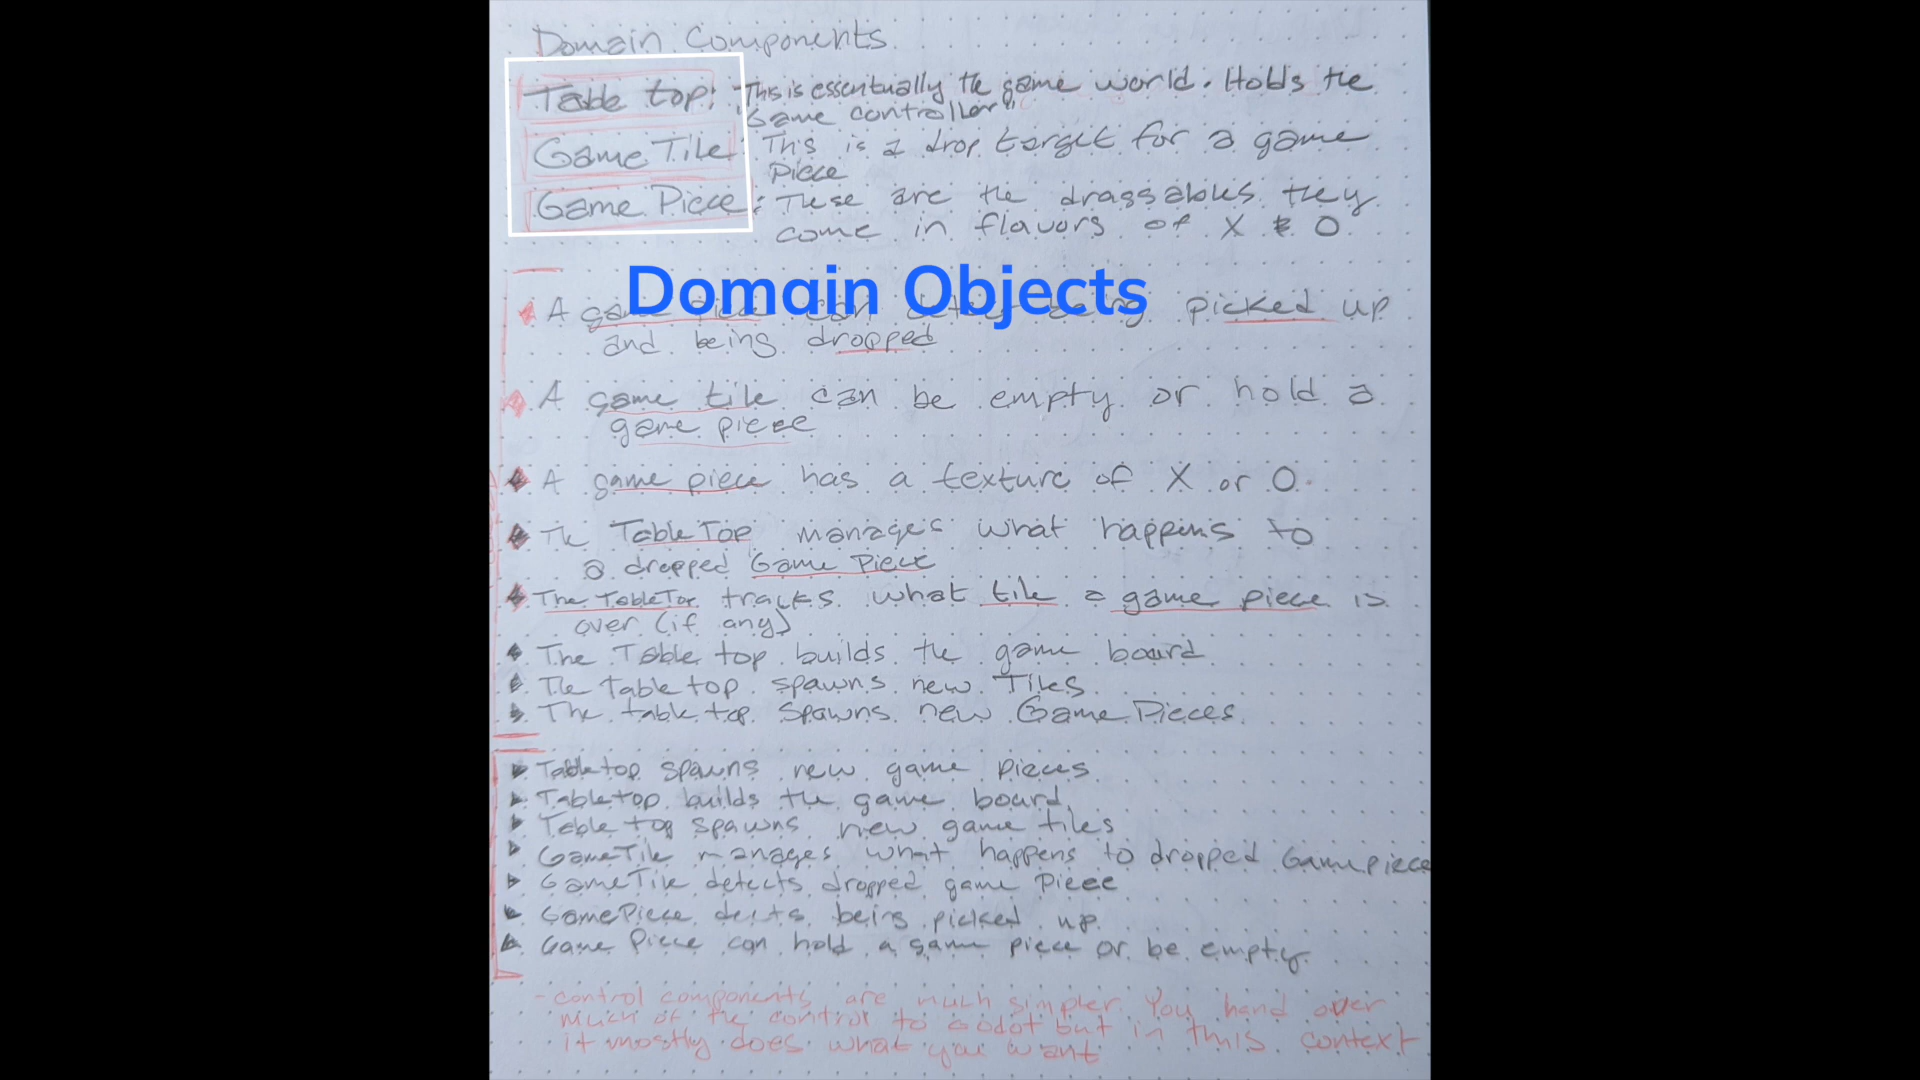 Domain Components
Table top: This is essentually the game world. Holds the
"Game controller"
Game Tile: This is a drop target for a game
Piece
Game Piece: These are the draggables they
come in flavors of X & O
Domain Objects
A game piece can detect being picked up
and being dropped
A game tile can be empty or hold a
game piece
A game piece has a texture of X or O.
The TableTop manages what happens to
a dropped Game Piece
The TableTop tracks what tile a game piece is
over (if any)
The Table top builds the game board
The table top spawns new Tiles
The table top Spawns new Game Pieces
Tabletop spawns new game pieces
Tabletop builds the game board
Table top spawns new game tiles
GameTile manages what happens to dropped Gamepiece
GameTile detects dropped game Piece
GamePiece detects being picked up
Game Piece can hold a game piece or be empty
- control components are much simpler. You hand over
much of the control to Godot but in this context
it mostly does what you want